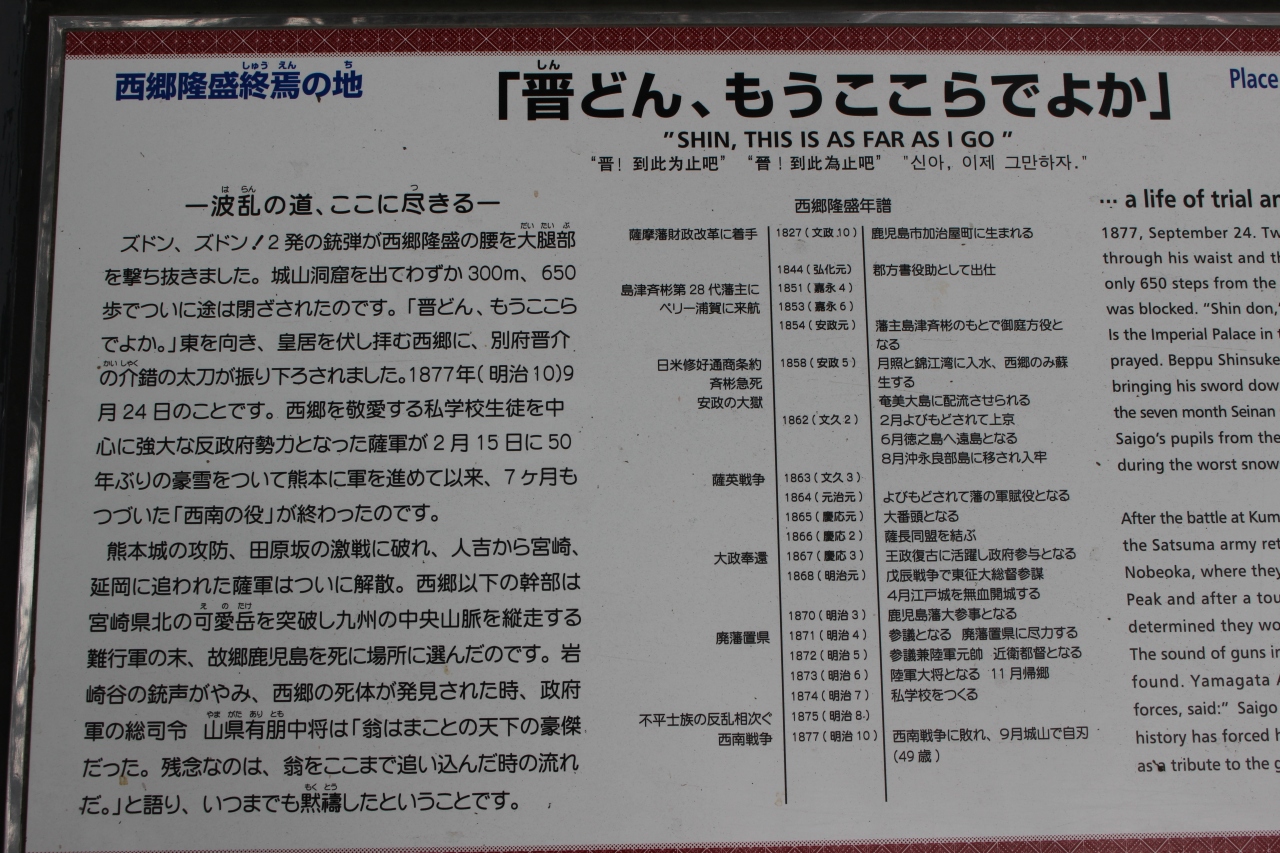 西郷隆盛終焉の地
しゅう えん ち
「晋どん、もうここらでよか」
しん
Place
"SHIN, THIS IS AS FAR AS I GO "
“晋！到此为止吧” “晉！到此為止吧” "신아, 이제 그만하자."
—波乱の道、ここに尽きる—
は らん つ
ズドン、ズドン！2発の銃弾が西郷隆盛の腰を大腿部
だい たい ぶ
を撃ち抜きました。城山洞窟を出てわずか300m、650
歩でついに途は閉ざされたのです。「晋どん、もうここら
でよか。」東を向き、皇居を伏し拝む西郷に、別府晋介
の介錯の太刀が振り下ろされました。1877年(明治10)9
かい しゃく
月24日のことです。西郷を敬愛する私学校生徒を中
心に強大な反政府勢力となった薩軍が2月15日に50
年ぶりの豪雪をついて熊本に軍を進めて以来、7ヶ月も
つづいた「西南の役」が終わったのです。
熊本城の攻防、田原坂の激戦に破れ、人吉から宮崎、
延岡に追われた薩軍はついに解散。西郷以下の幹部は
宮崎県北の可愛岳を突破し九州の中央山脈を縦走する
え の たけ
難行軍の末、故郷鹿児島を死に場所に選んだのです。岩
崎谷の銃声がやみ、西郷の死体が発見された時、政府
軍の総司令 山県有朋中将は「翁はまことの天下の豪傑
やま がた あり とも
だった。残念なのは、翁をここまで追い込んだ時の流れ
だ。」と語り、いつまでも黙禱したということです。
もく とう
西郷隆盛年譜
薩摩藩財政改革に着手 1827(文政10) 鹿児島市加治屋町に生まれる
1844(弘化元) 郡方書役助として出仕
島津斉彬第28代藩主に 1851(嘉永4)
ペリー浦賀に来航 1853(嘉永6)
1854(安政元) 藩主島津斉彬のもとで御庭方役と
なる
日米修好通商条約 1858(安政5) 月照と錦江湾に入水、西郷のみ蘇
斉彬急死 生する
安政の大獄 奄美大島に配流させられる
1862(文久2) 2月よびもどされて上京
6月徳之島へ遠島となる
8月沖永良部島に移され入牢
薩英戦争 1863(文久3)
1864(元治元) よびもどされて藩の軍賦役となる
1865(慶応元) 大番頭となる
1866(慶応2) 薩長同盟を結ぶ
大政奉還 1867(慶応3) 王政復古に活躍し政府参与となる
1868(明治元) 戊辰戦争で東征大総督参謀
4月江戸城を無血開城する
1870(明治3) 鹿児島藩大参事となる
廃藩置県 1871(明治4) 参議となる 廃藩置県に尽力する
1872(明治5) 参議兼陸軍元帥 近衛都督となる
1873(明治6) 陸軍大将となる 11月帰郷
1874(明治7) 私学校をつくる
不平士族の反乱相次ぐ 1875(明治8)
西南戦争 1877(明治10) 西南戦争に敗れ、9月城山で自刃
(49歳)
… a life of trial an
1877, September 24. Tw
through his waist and th
only 650 steps from the
was blocked. "Shin don,"
Is the Imperial Palace in t
prayed. Beppu Shinsuke
bringing his sword dow
the seven month Seinan
Saigo's pupils from the
during the worst snow
After the battle at Kum
the Satsuma army ret
Nobeoka, where they
Peak and after a tou
determined they wo
The sound of guns in
found. Yamagata A
forces, said:" Saigo
history has forced h
as a tribute to the g